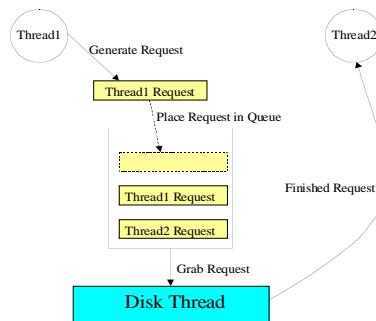 Thread1
Thread2
Generate Request
Thread1 Request
Place Request in Queue
Thread1 Request
Finished Request
Thread2 Request
Grab Request
Disk Thread